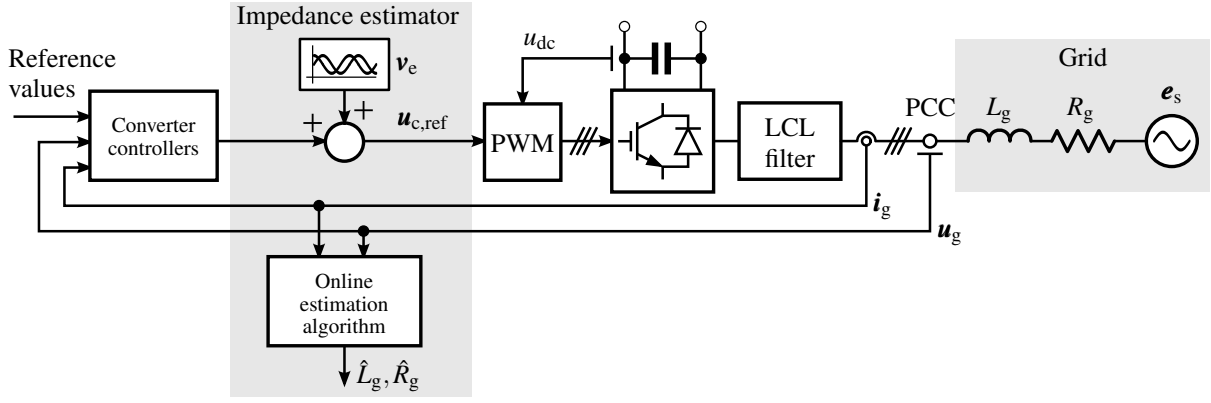 Impedance estimator
Reference
values
v_e
u_dc
Grid
Converter
controllers
+
+
u_c,ref
PWM
LCL
filter
PCC
L_g
R_g
e_s
i_g
u_g
Online
estimation
algorithm
L̂_g, R̂_g